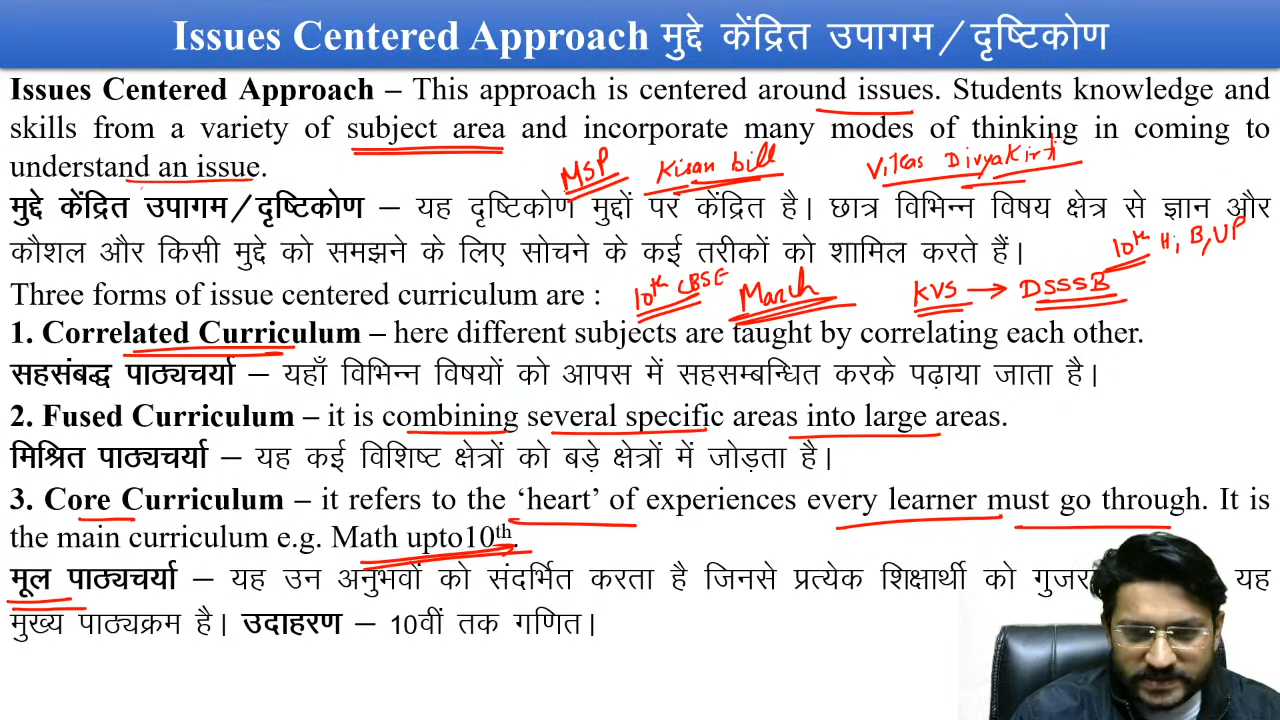 Issues Centered Approach मुद्दे केंद्रित उपागम/दृष्टिकोण
Issues Centered Approach – This approach is centered around issues. Students knowledge and
skills from a variety of subject area and incorporate many modes of thinking in coming to
understand an issue.
MSP Kisan bill Vikas Divyakirti
मुद्दे केंद्रित उपागम/दृष्टिकोण – यह दृष्टिकोण मुद्दों पर केंद्रित है। छात्र विभिन्न विषय क्षेत्र से ज्ञान और
कौशल और किसी मुद्दे को समझने के लिए सोचने के कई तरीकों को शामिल करते हैं।
10th H, B, UP
Three forms of issue centered curriculum are :
10th CBSE March KVS → DSSSB
1. Correlated Curriculum – here different subjects are taught by correlating each other.
सहसंबद्ध पाठ्यचर्या – यहाँ विभिन्न विषयों को आपस में सहसम्बन्धित करके पढ़ाया जाता है।
2. Fused Curriculum – it is combining several specific areas into large areas.
मिश्रित पाठ्यचर्या – यह कई विशिष्ट क्षेत्रों को बड़े क्षेत्रों में जोड़ता है।
3. Core Curriculum – it refers to the ‘heart’ of experiences every learner must go through. It is
the main curriculum e.g. Math upto10th.
मूल पाठ्यचर्या – यह उन अनुभवों को संदर्भित करता है जिनसे प्रत्येक शिक्षार्थी को यह
मुख्य पाठ्यक्रम है। उदाहरण – 10वीं तक गणित।